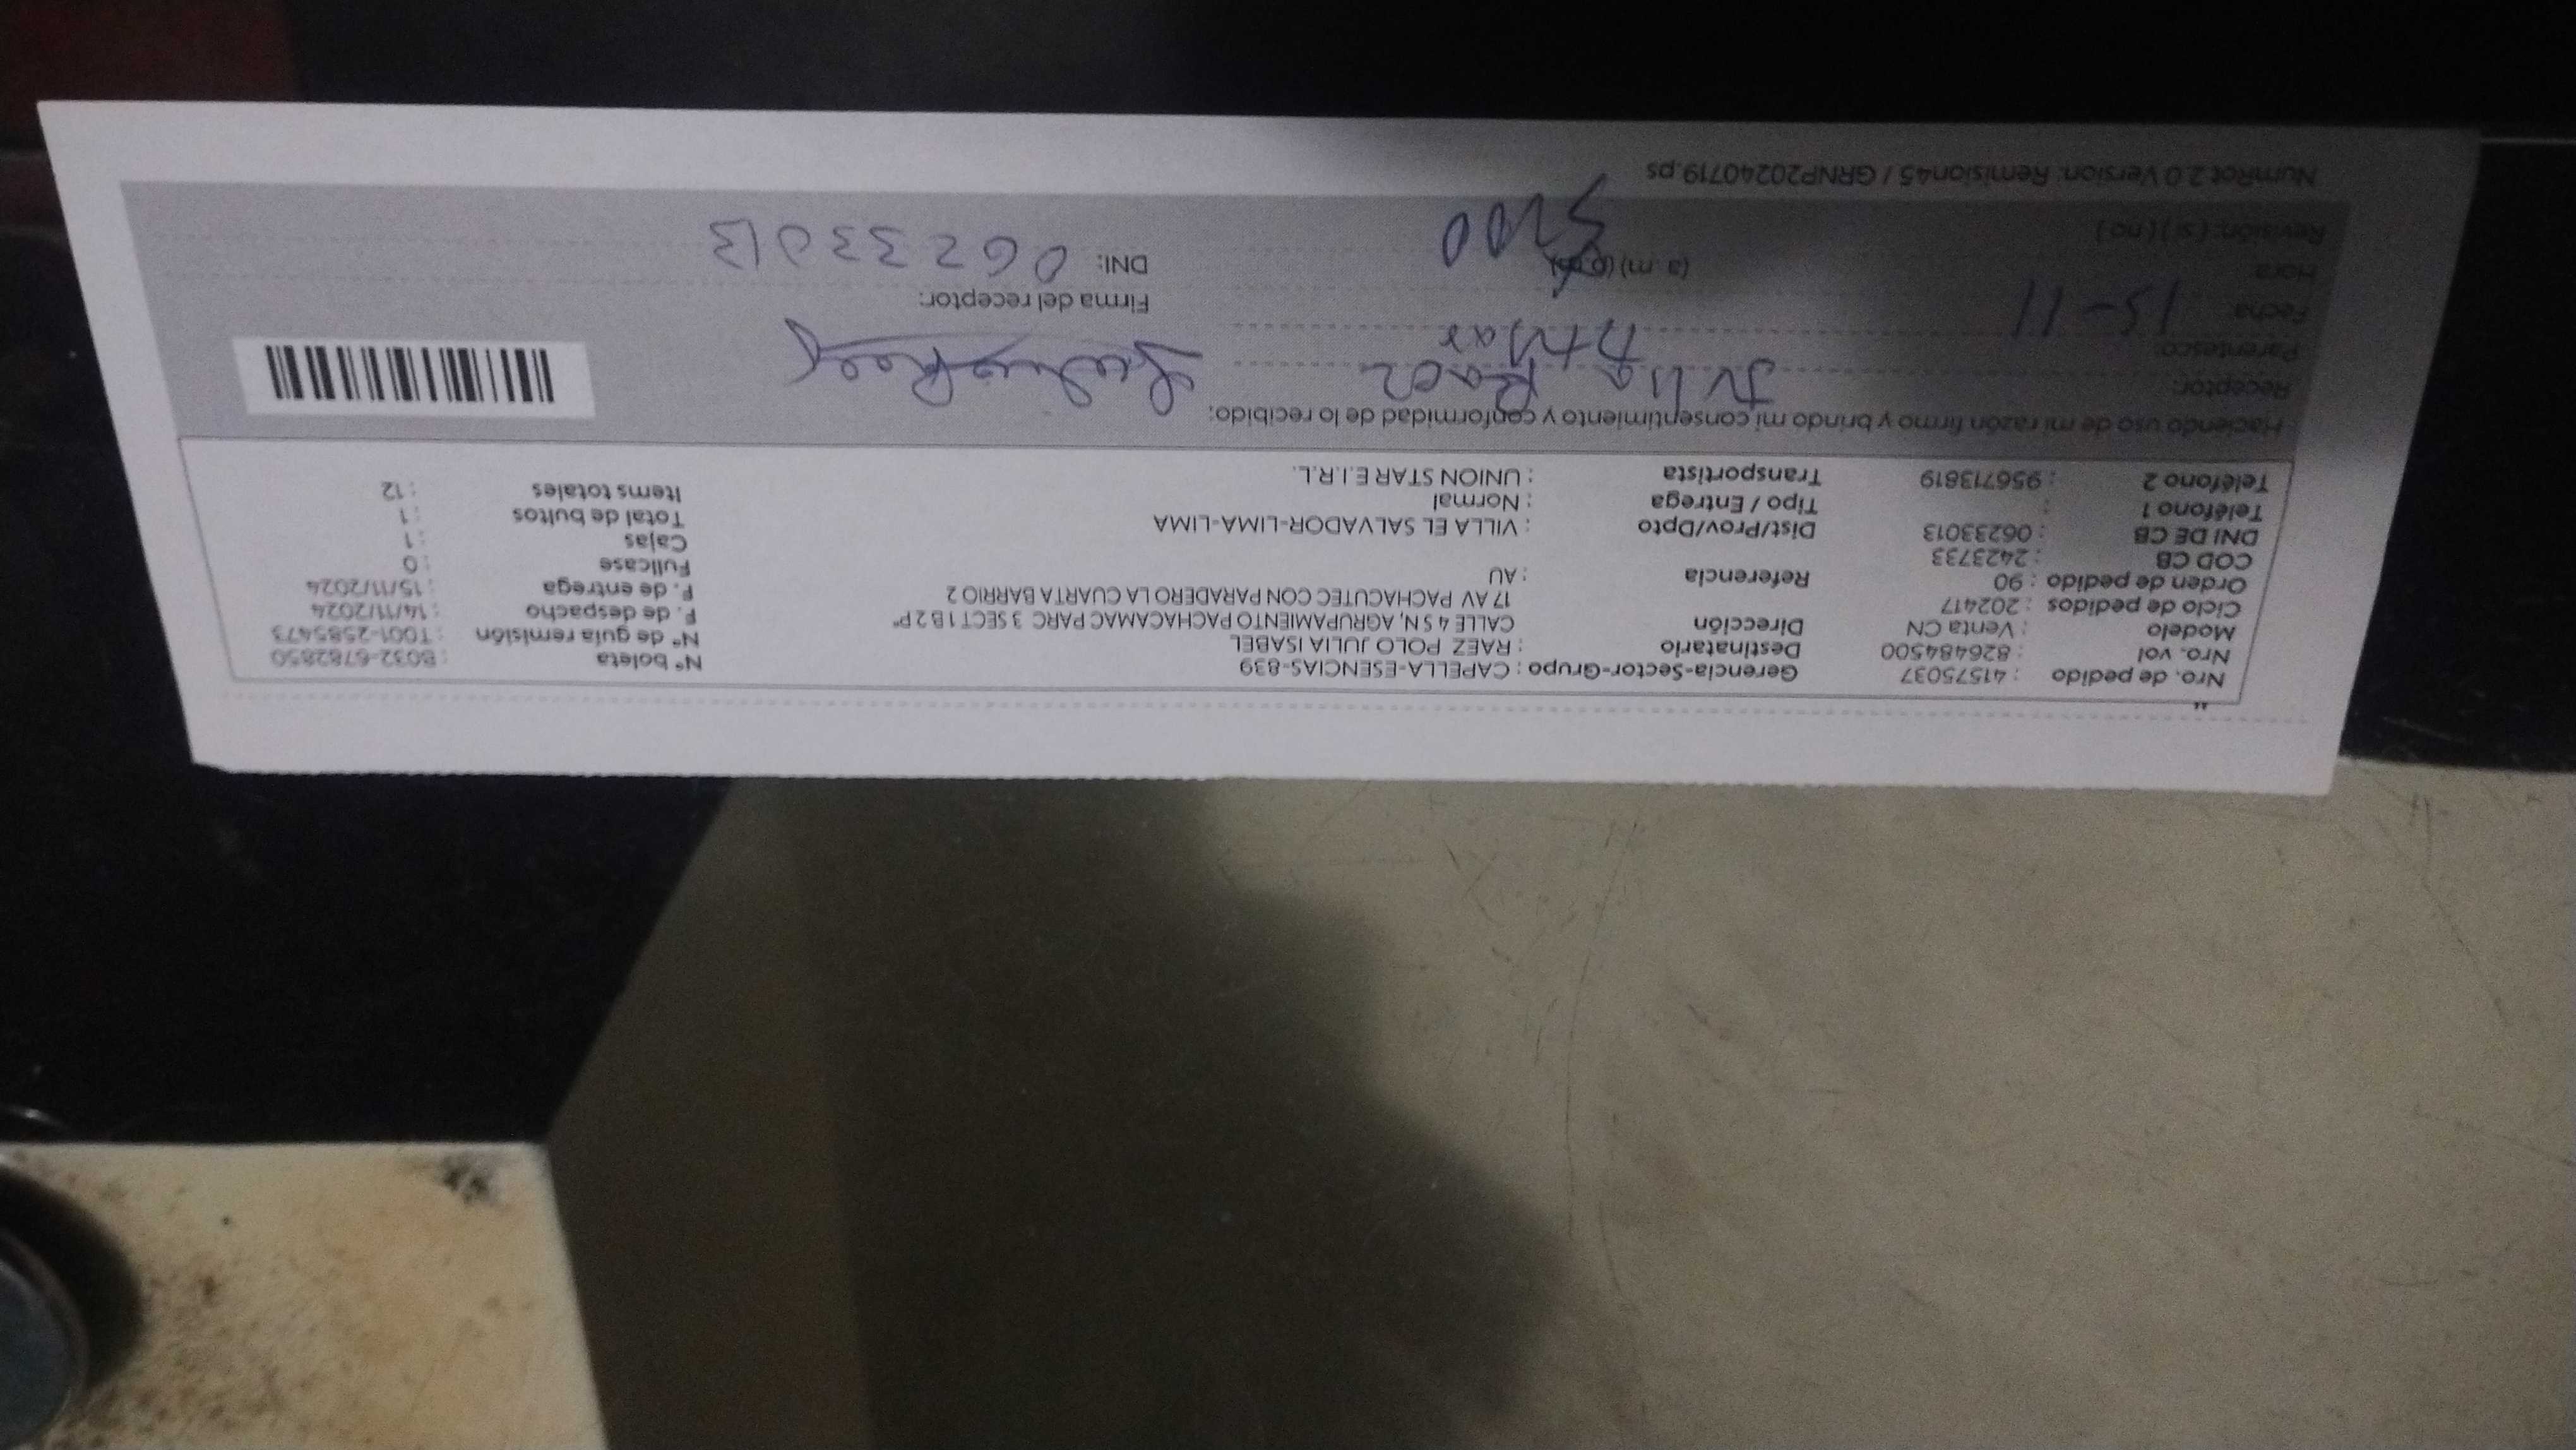 "
Nro. de pedido : 41575037 Gerencia-Sector-Grupo : CAPELLA-ESENCIAS-839 N° boleta : B032-6782850
Nro. vol : 826484500 Destinatario : RAEZ POLO JULIA ISABEL N° de guía remisión : T001-2585473
Modelo : Venta CN Dirección CALLE 4 S N, AGRUPAMIENTO PACHACAMAC PARC 3 SECT 1 B 2 P° F. de despacho : 14/11/2024
Ciclo de pedidos : 202417 17 AV PACHACUTEC CON PARADERO LA CUARTA BARRIO 2 F. de entrega : 15/11/2024
Orden de pedido : 90 Referencia : AU Fullcase : 0
COD CB : 2423733 Cajas : 1
DNI DE CB : 06233013 Dist/Prov/Dpto : VILLA EL SALVADOR-LIMA-LIMA Total de bultos : 1
Teléfono 1 : Tipo / Entrega : Normal Items totales : 12
Teléfono 2 : 956713819 Transportista : UNION STAR E.I.R.L.
Haciendo uso de mi razón firmo y brindo mi consentimiento y conformidad de lo recibido:
Receptor: Julia Raez
Parentesco:
Fecha 15-11 Firma del receptor:
Hora (a. m) (p. m) DNI: 06233013
Revisión: (si) (no)
NumRot 2.0 Version: Remision45 / GRNP20240719.ps